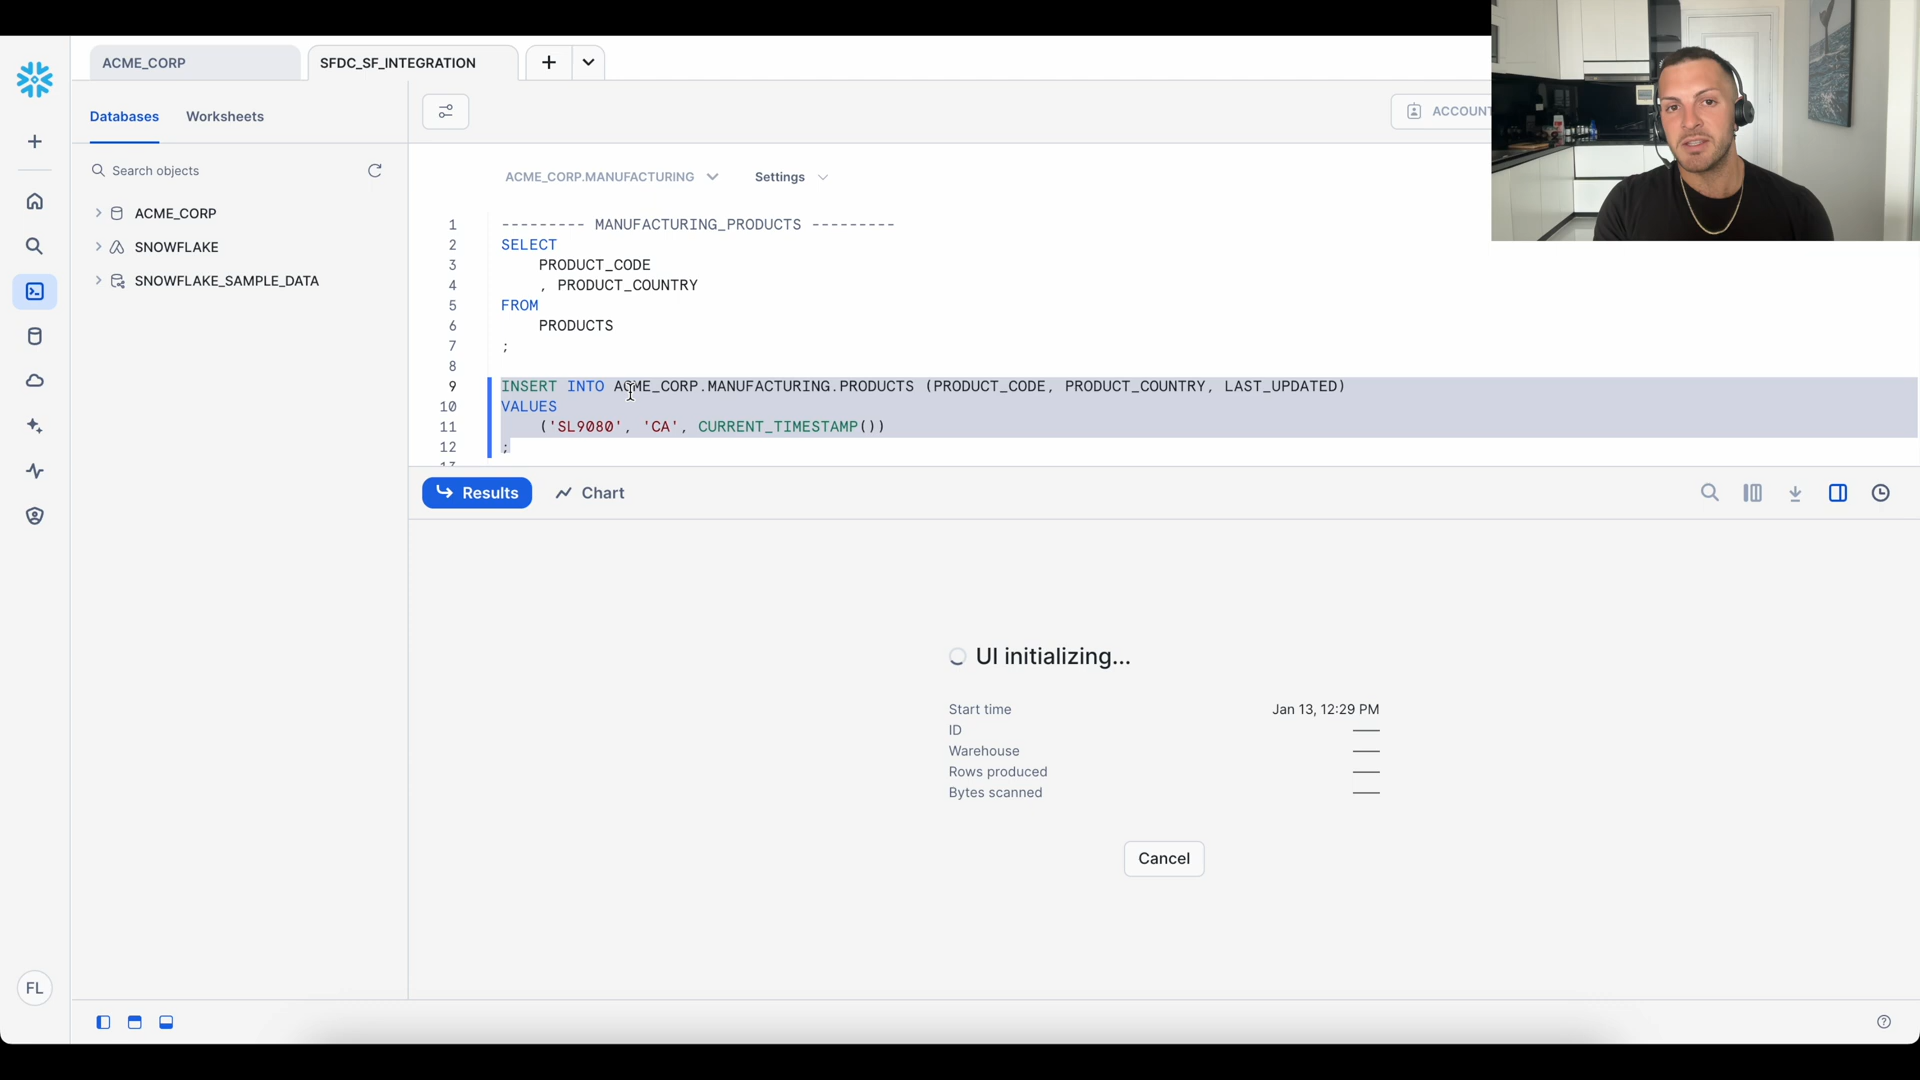 ACME_CORP
SFDC_SF_INTEGRATION
Databases
Worksheets
ACCOUNT
Search objects
ACME_CORP
SNOWFLAKE
SNOWFLAKE_SAMPLE_DATA
ACME_CORP.MANUFACTURING
Settings
1 --------- MANUFACTURING_PRODUCTS ---------
2 SELECT
3 PRODUCT_CODE
4 , PRODUCT_COUNTRY
5 FROM
6 PRODUCTS
7 ;
8
9 INSERT INTO ACME_CORP.MANUFACTURING.PRODUCTS (PRODUCT_CODE, PRODUCT_COUNTRY, LAST_UPDATED)
10 VALUES
11 ('SL9080', 'CA', CURRENT_TIMESTAMP())
12 ;
Results
Chart
UI initializing...
Start time Jan 13, 12:29 PM
ID
Warehouse
Rows produced
Bytes scanned
Cancel
FL